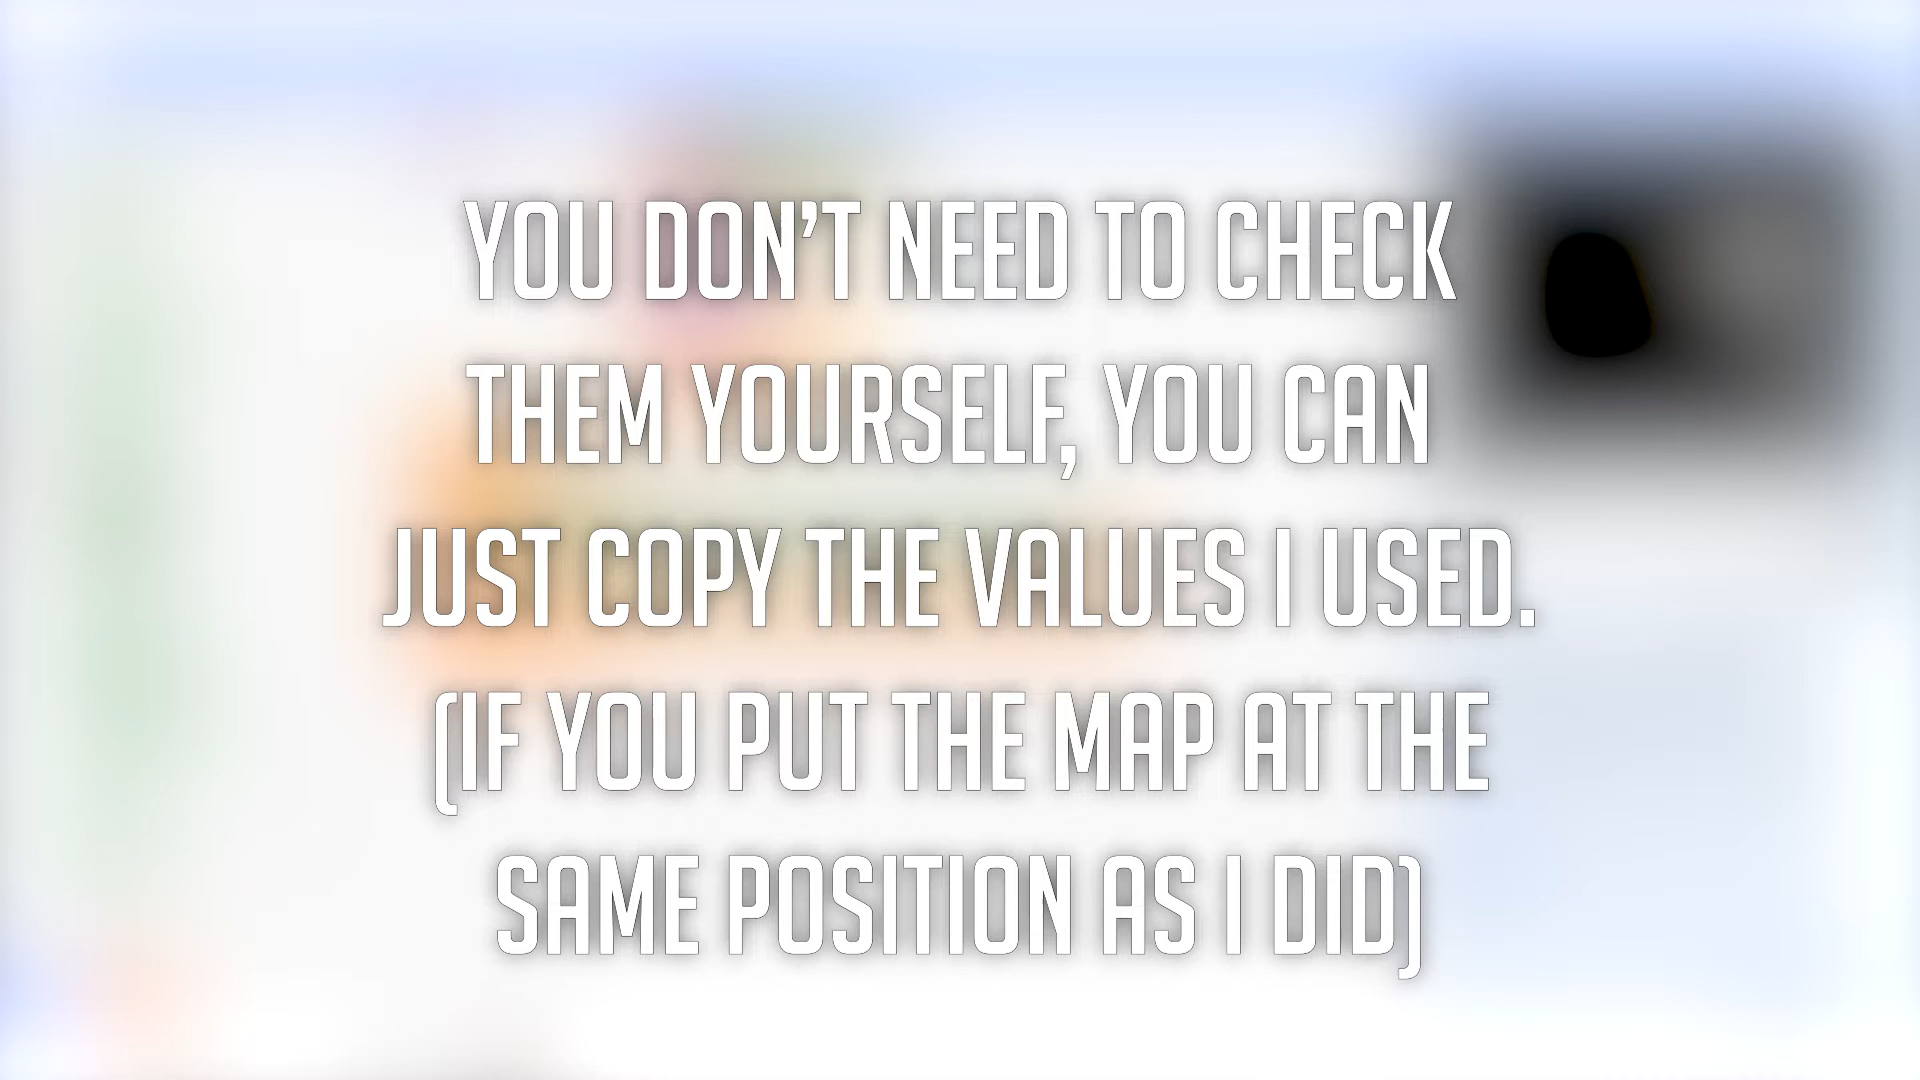 YOU DON'T NEED TO CHECK
THEM YOURSELF, YOU CAN
JUST COPY THE VALUES I USED.
(IF YOU PUT THE MAP AT THE
SAME POSITION AS I DID)